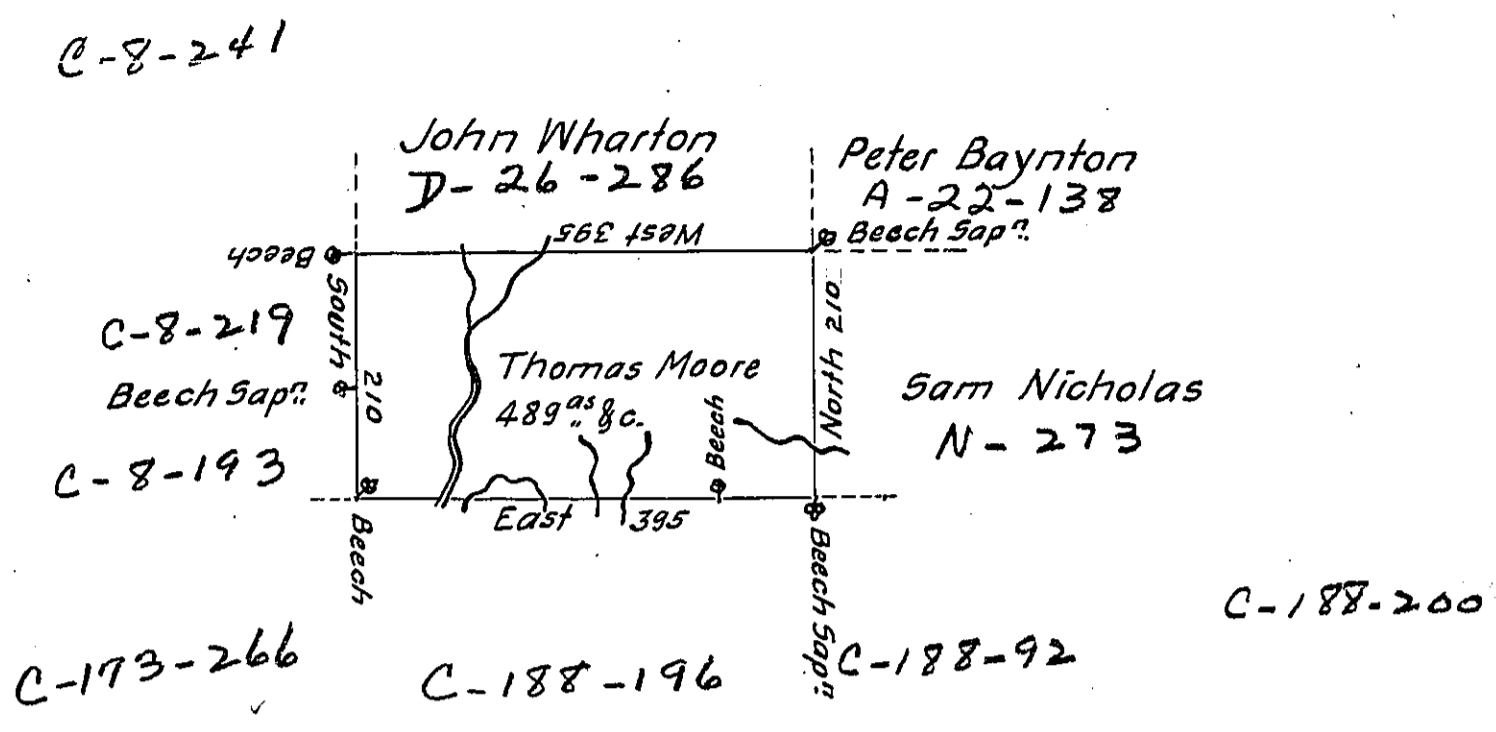 C-8-241
John Wharton
D-26-286
Peter Baynton
A-22-138
West 395
Beech Sapn.
Beech
South 210
North 210
C-8-219
Beech Sapn.
C-8-193
Thomas Moore
489 as. &c.
Beech
Sam Nicholas
N-273
East 395
Beech
Beech Sapn.
C-188-200
C-173-266
C-188-196
C-188-92